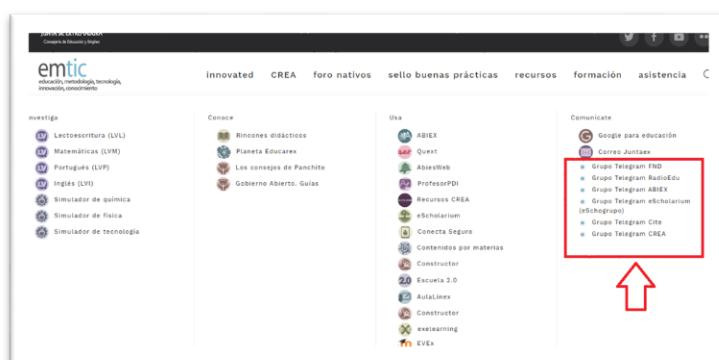 JUNTA DE EXTREMADURA
Consejería de Educación y Empleo
emtic
educación, metodología, tecnología,
innovación, conocimiento
innovated CREA foro nativos sello buenas prácticas recursos formación asistencia
nvestiga
Lectoescritura (LVL)
Matemáticas (LVM)
Portugués (LVP)
Inglés (LVI)
Simulador de química
Simulador de física
Simulador de tecnología
Conoce
Rincones didácticos
Planeta Educarex
Los consejos de Panchito
Gobierno Abierto. Guías
Usa
ABIEX
Quext
AbiesWeb
ProfesorPDI
Recursos CREA
eScholarium
Conecta Seguro
Contenidos por materias
Constructor
Escuela 2.0
AulaLinex
Constructor
exelearning
EVEx
Comunícate
Google para educación
Correo Juntaex
Grupo Telegram FND
Grupo Telegram RadioEdu
Grupo Telegram ABIEX
Grupo Telegram eScholarium
(eSchogrupo)
Grupo Telegram Cite
Grupo Telegram CREA